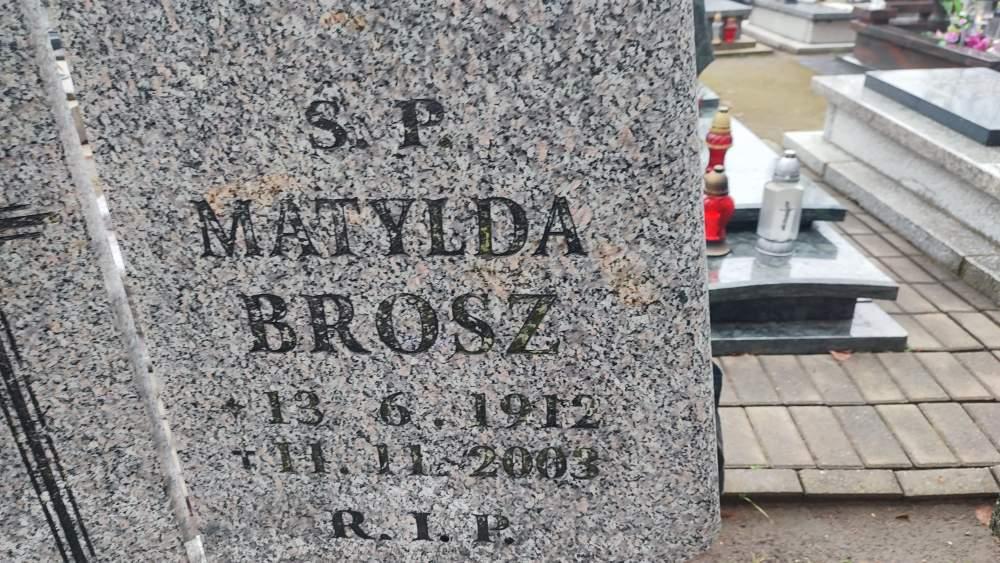 Ś. P.
MATYLDA
BROSZ
* 13. 6. 1912
† 11. 11. 2003
R. I. P.